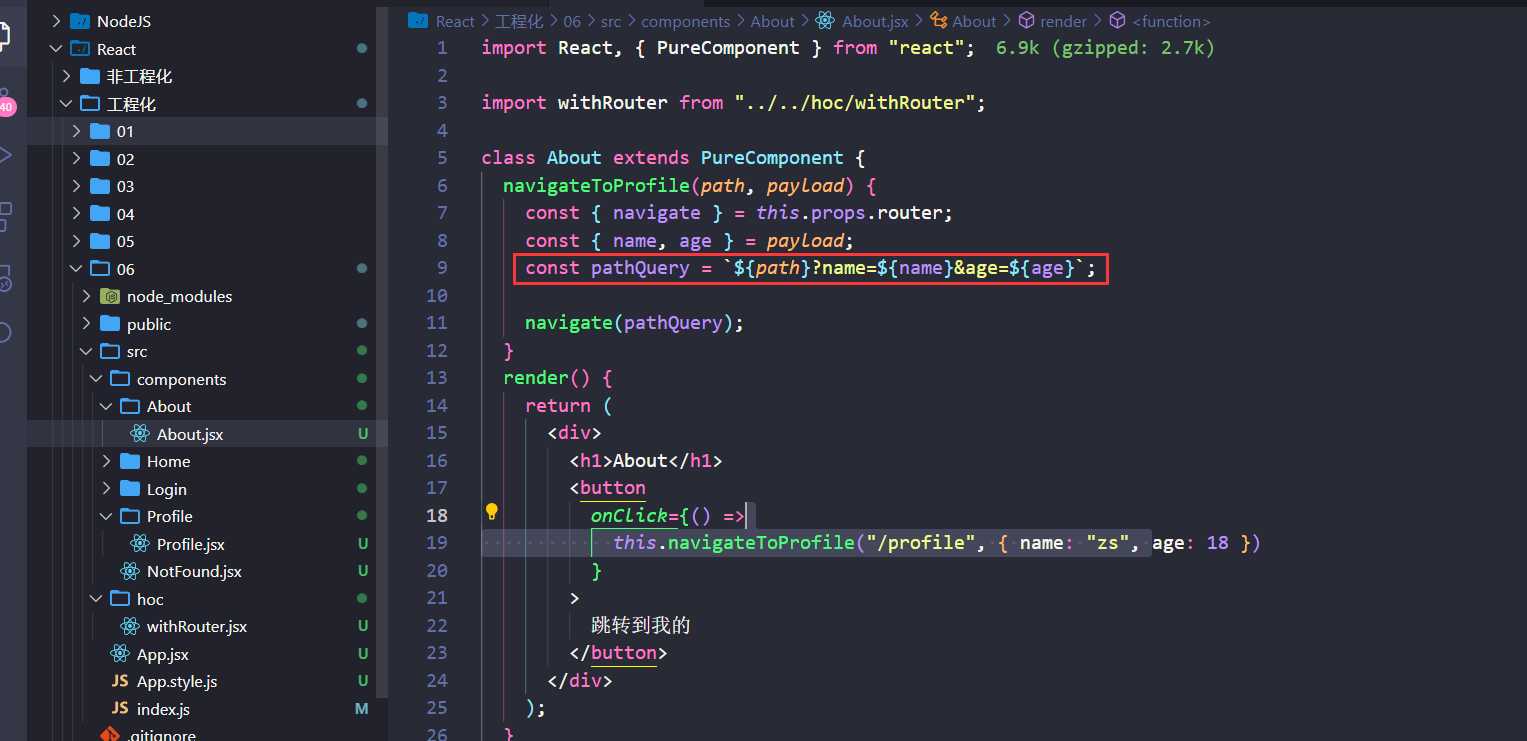 NodeJS
React
非工程化
工程化
01
02
03
04
05
06
node_modules
public
src
components
About
About.jsx U
Home
Login
Profile
Profile.jsx U
NotFound.jsx U
hoc
withRouter.jsx U
App.jsx U
JS App.style.js U
JS index.js M
.gitignore
40
React > 工程化 > 06 > src > components > About > About.jsx > About > render > <function>
1 import React, { PureComponent } from "react"; 6.9k (gzipped: 2.7k)
2
3 import withRouter from "../../hoc/withRouter";
4
5 class About extends PureComponent {
6 navigateToProfile(path, payload) {
7 const { navigate } = this.props.router;
8 const { name, age } = payload;
9 const pathQuery = `${path}?name=${name}&age=${age}`;
10
11 navigate(pathQuery);
12 }
13 render() {
14 return (
15 <div>
16 <h1>About</h1>
17 <button
18 onClick={() =>
19 this.navigateToProfile("/profile", { name: "zs", age: 18 })
20 }
21 >
22 跳转到我的
23 </button>
24 </div>
25 );
26 }